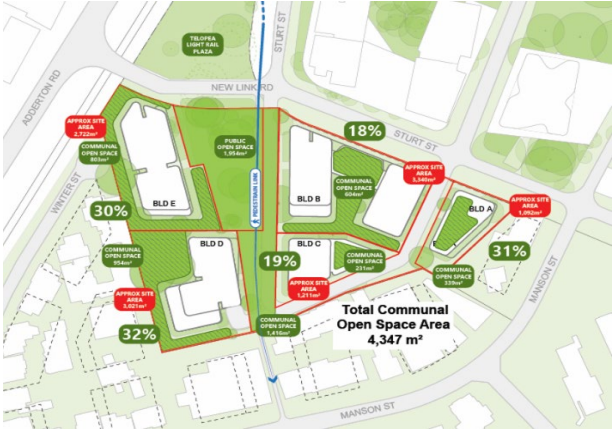 TELOPEA
LIGHT RAIL
PLAZA
STURT ST
NEW LINK RD
ADDERTON RD
APPROX SITE
AREA
2,722m²
COMMUNAL
OPEN SPACE
803m²
WINTER ST
30%
BLD E
PUBLIC
OPEN SPACE
1,954m²
PEDESTRAIN LINK
18%
STURT ST
COMMUNAL
OPEN SPACE
604m²
BLD B
APPROX SITE
AREA
3,340m²
BLD A
APPROX SITE
AREA
1,092m²
31%
MANSON ST
COMMUNAL
OPEN SPACE
339m²
COMMUNAL
OPEN SPACE
954m²
BLD D
APPROX SITE
AREA
3,021m²
32%
19%
BLD C
COMMUNAL
OPEN SPACE
231m²
APPROX SITE
AREA
1,211m²
COMMUNAL
OPEN SPACE
1,416m²
Total Communal
Open Space Area
4,347 m²
MANSON ST